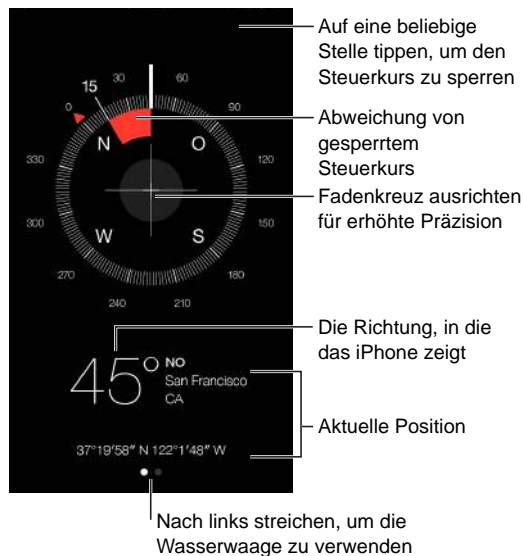 Auf eine beliebige
Stelle tippen, um den
Steuerkurs zu sperren
Abweichung von
gesperrtem
Steuerkurs
Fadenkreuz ausrichten
für erhöhte Präzision
15
0
30
60
90
120
150
180
210
240
270
300
330
N
O
S
W
Die Richtung, in die
das iPhone zeigt
45° NO
San Francisco
CA
Aktuelle Position
37°19'58" N 122°1'48" W
Nach links streichen, um die
Wasserwaage zu verwenden